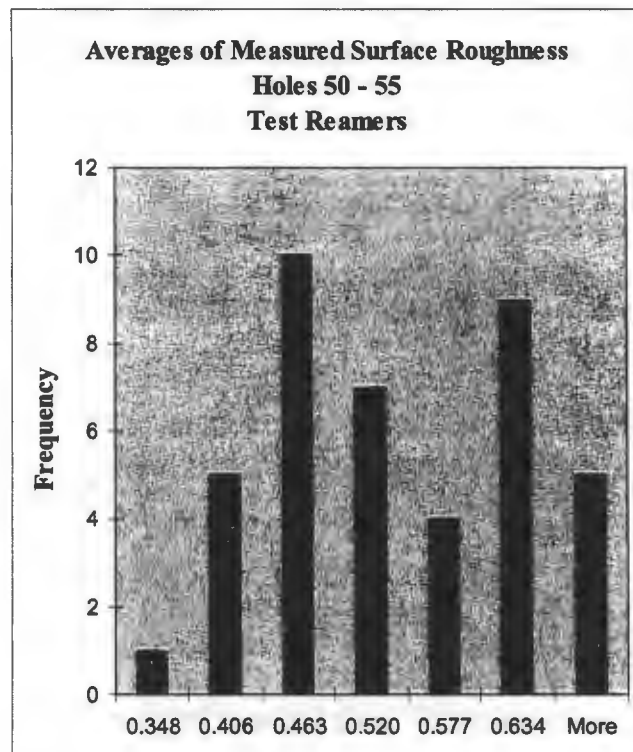 Averages of Measured Surface Roughness
Holes 50 - 55
Test Reamers
12
10
8
6
4
2
0
Frequency
0.348 0.406 0.463 0.520 0.577 0.634 More